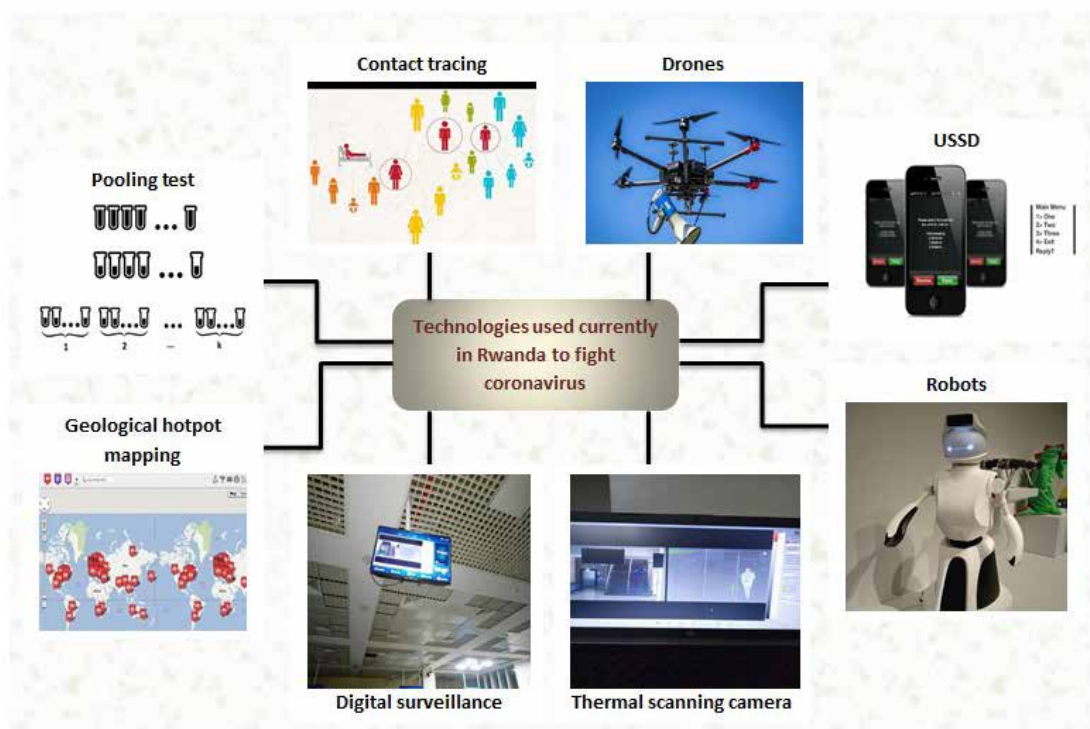 Contact tracing
Drones
USSD
Main Menu
1> One
2> Two
3> Three
4> Exit
Reply?
Pooling test
1
2
...
k
Technologies used currently
in Rwanda to fight
coronavirus
Geological hotpot
mapping
Robots
Digital surveillance
Thermal scanning camera